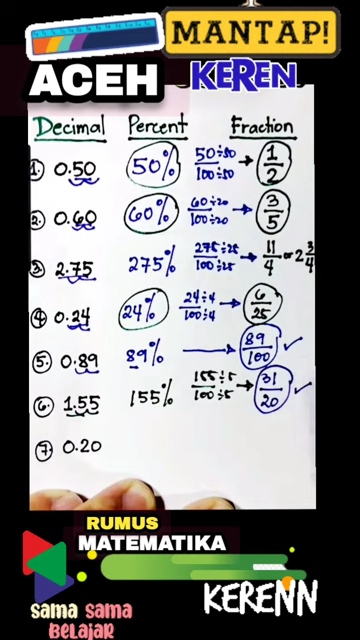 MANTAP!
ACEH KEREN
Decimal Percent Fraction
1. 0.50 50% 50÷50/100÷50 → 1/2
2. 0.60 60% 60÷20/100÷20 → 3/5
3. 2.75 275% 275÷25/100÷25 → 11/4 or 2 3/4
4. 0.24 24% 24÷4/100÷4 → 6/25
5. 0.89 89% → 89/100
6. 1.55 155% 155÷5/100÷5 → 31/20
7. 0.20
RUMUS
MATEMATIKA
KERENN
sama sama
belajar